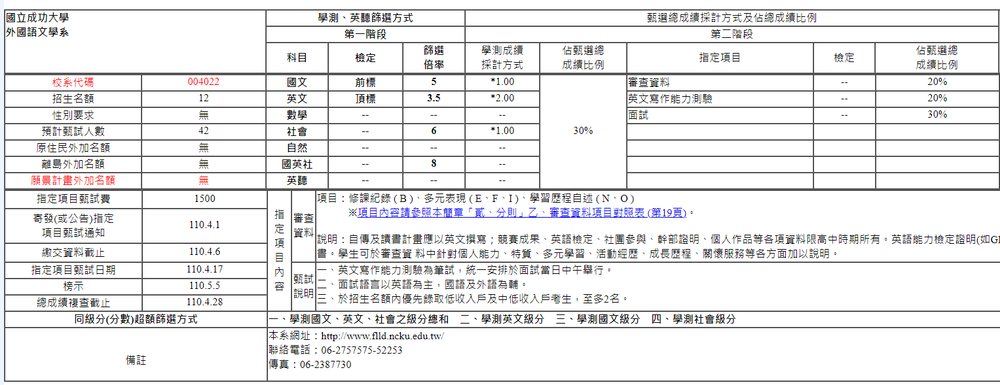 國立成功大學
外國語文學系
學測、英聽篩選方式
甄選總成績採計方式及佔總成績比例
第一階段
第二階段
科目 檢定 篩選倍率 學測成績採計方式 佔甄選總成績比例 指定項目 檢定 佔甄選總成績比例
校系代碼 004022 國文 前標 5 *1.00 30% 審查資料 -- 20%
招生名額 12 英文 頂標 3.5 *2.00 英文寫作能力測驗 -- 20%
性別要求 無 數學 -- -- -- 面試 -- 30%
預計甄試人數 42 社會 -- 6 *1.00
原住民外加名額 無 自然 -- -- --
離島外加名額 無 國英社 -- 8 --
願景計畫外加名額 無 英聽 -- -- --
指定項目甄試費 1500
寄發(或公告)指定
項目甄試通知 110.4.1
繳交資料截止 110.4.6
指定項目甄試日期 110.4.17
榜示 110.5.5
總成績複查截止 110.4.28
指定項目內容
審查資料
項目：修課紀錄 ( B )、多元表現 ( E、F、I )、學習歷程自述 ( N、O )
※項目內容請參照本簡章「貳、分則」乙、審查資料項目對照表 (第19頁)。
說明：自傳及讀書計畫應以英文撰寫；競賽成果、英語檢定、社團參與、幹部證明、個人作品等各項資料限高中時期所有。英語能力檢定證明(如GE
書。學生可於審查資 料中針對個人能力、特質、多元學習、活動經歷、成長歷程、關懷服務等各方面加以說明。
甄試說明
一、英文寫作能力測驗為筆試，統一安排於面試當日中午舉行。
二、面試語言以英語為主，國語及外語為輔。
三、於招生名額內優先錄取低收入戶及中低收入戶考生，至多2名。
同級分(分數)超額篩選方式 一、學測國文、英文、社會之級分總和 二、學測英文級分 三、學測國文級分 四、學測社會級分
備註
本系網址：http://www.flld.ncku.edu.tw/
聯絡電話：06-2757575-52253
傳真：06-2387730